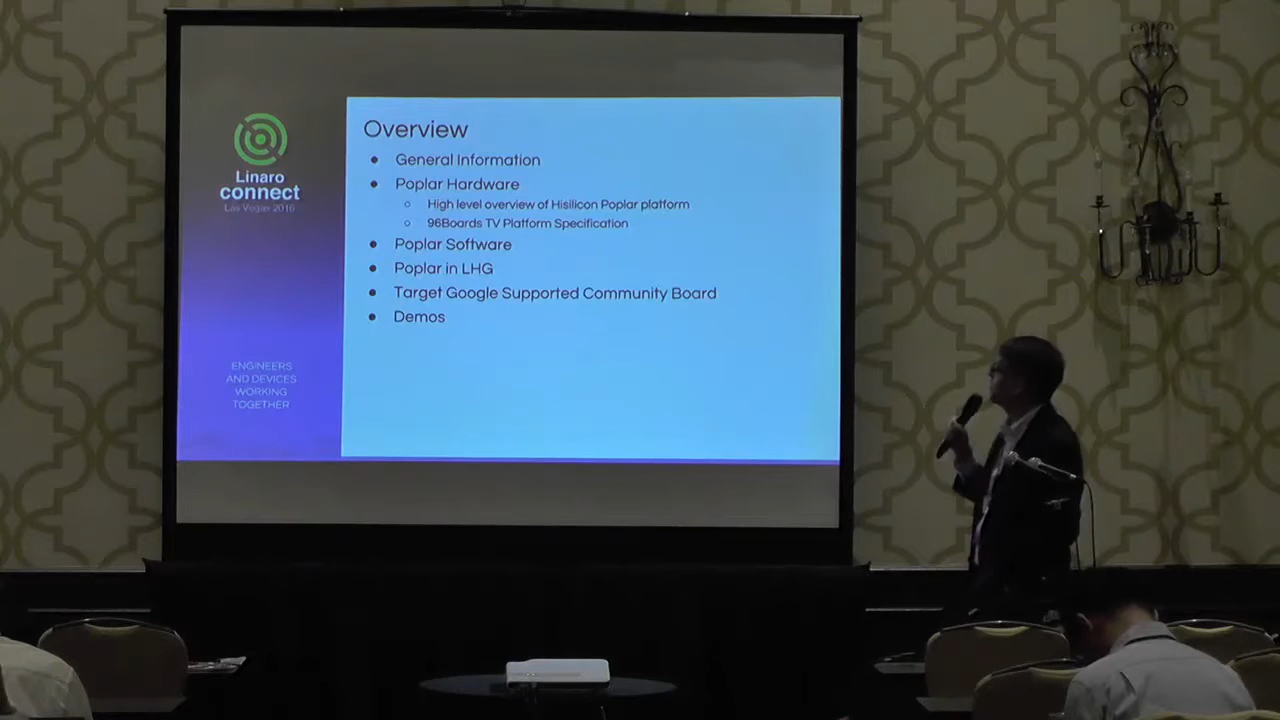 Linaro
connect
Las Vegas 2016
ENGINEERS
AND DEVICES
WORKING
TOGETHER
Overview
General Information
Poplar Hardware
High level overview of Hisilicon Poplar platform
96Boards TV Platform Specification
Poplar Software
Poplar in LHG
Target Google Supported Community Board
Demos